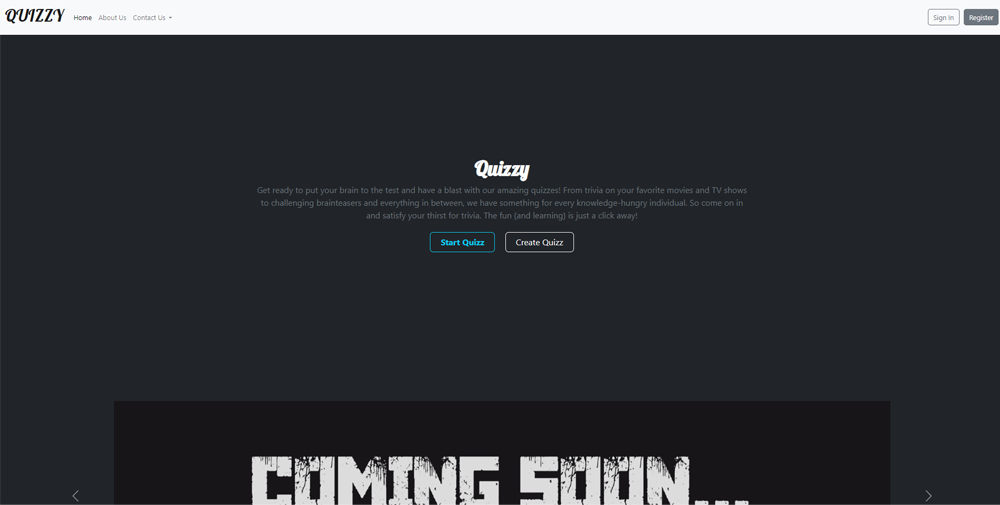 QUIZZY Home About Us Contact Us Sign In Register
Quizzy
Get ready to put your brain to the test and have a blast with our amazing quizzes! From trivia on your favorite movies and TV shows
to challenging brainteasers and everything in between, we have something for every knowledge-hungry individual. So come on in
and satisfy your thirst for trivia. The fun (and learning) is just a click away!
Start Quizz Create Quizz
COMING SOON...